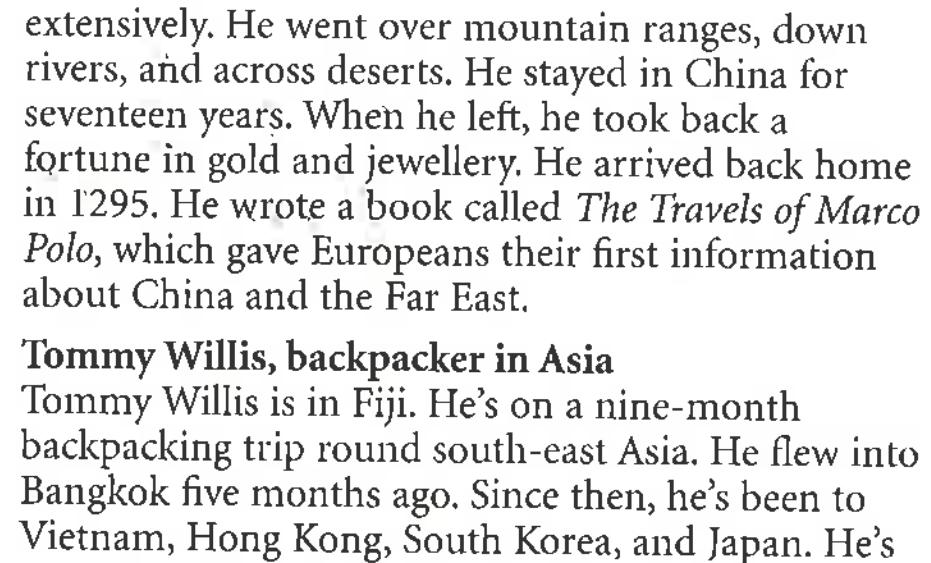 extensively. He went over mountain ranges, down
rivers, and across deserts. He stayed in China for
seventeen years. When he left, he took back a
fortune in gold and jewellery. He arrived back home
in 1295. He wrote a book called The Travels of Marco
Polo, which gave Europeans their first information
about China and the Far East.
Tommy Willis, backpacker in Asia
Tommy Willis is in Fiji. He's on a nine-month
backpacking trip round south-east Asia. He flew into
Bangkok five months ago. Since then, he's been to
Vietnam, Hong Kong, South Korea, and Japan. He's